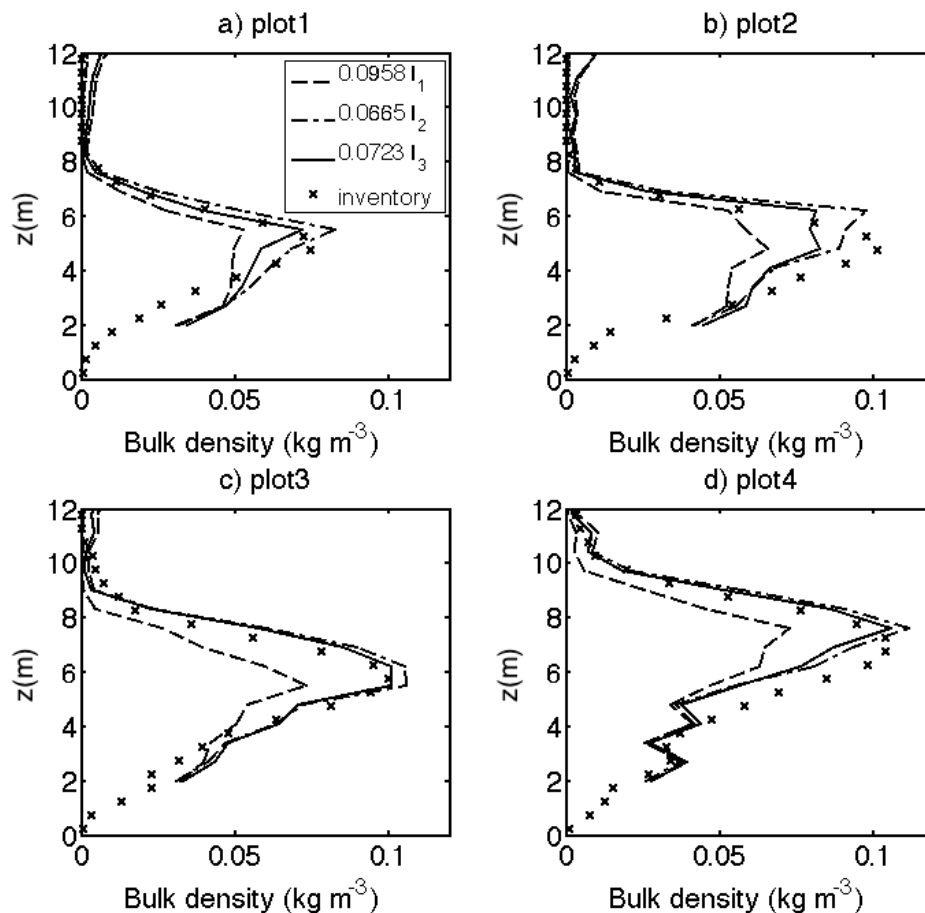 a) plot1
12
10
8
6
4
2
0
z(m)
0
0.05
0.1
Bulk density (kg m⁻³)
0.0958 I₁
0.0665 I₂
0.0723 I₃
inventory
b) plot2
12
10
8
6
4
2
0
z(m)
0
0.05
0.1
Bulk density (kg m⁻³)
c) plot3
12
10
8
6
4
2
0
z(m)
0
0.05
0.1
Bulk density (kg m⁻³)
d) plot4
12
10
8
6
4
2
0
z(m)
0
0.05
0.1
Bulk density (kg m⁻³)